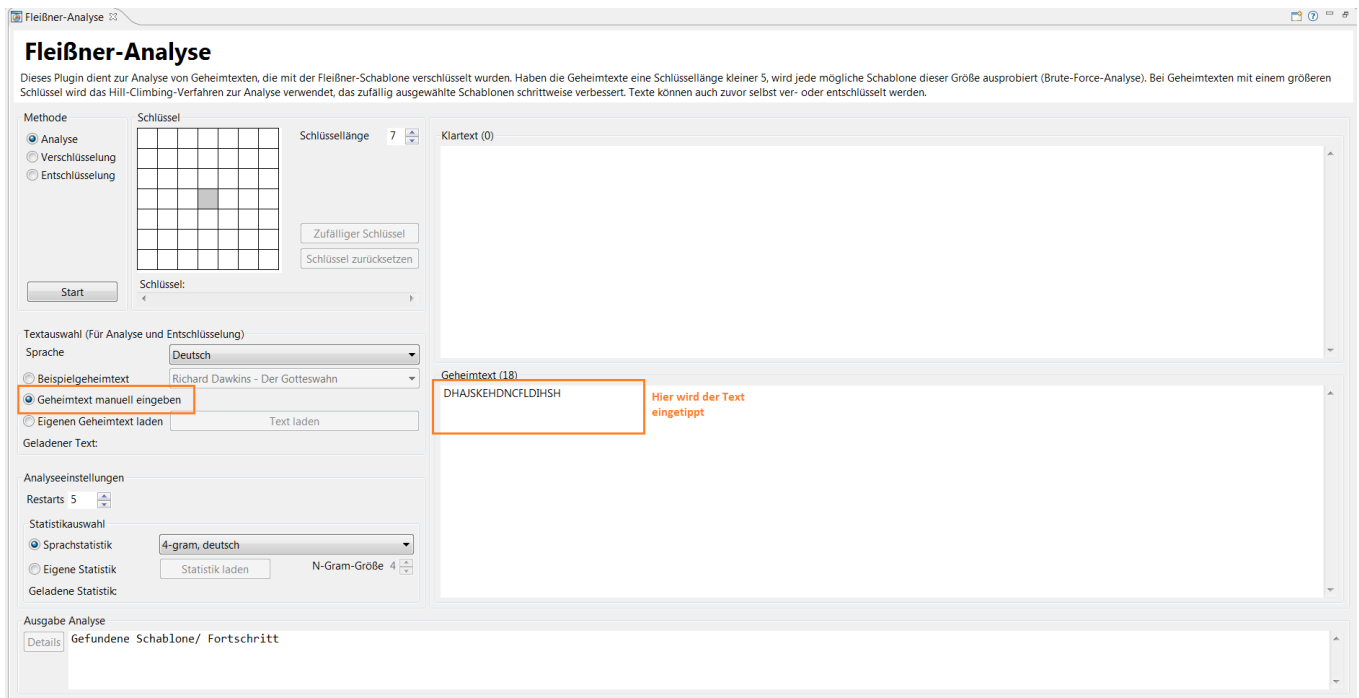 Fleißner-Analyse
Fleißner-Analyse
Dieses Plugin dient zur Analyse von Geheimtexten, die mit der Fleißner-Schablone verschlüsselt wurden. Haben die Geheimtexte eine Schlüssellänge kleiner 5, wird jede mögliche Schablone dieser Größe ausprobiert (Brute-Force-Analyse). Bei Geheimtexten mit einem größeren
Schlüssel wird das Hill-Climbing-Verfahren zur Analyse verwendet, das zufällig ausgewählte Schablonen schrittweise verbessert. Texte können auch zuvor selbst ver- oder entschlüsselt werden.
Methode
Analyse
Verschlüsselung
Entschlüsselung
Start
Schlüssel
Schlüssellänge 7
Zufälliger Schlüssel
Schlüssel zurücksetzen
Schlüssel:
Textauswahl (Für Analyse und Entschlüsselung)
Sprache Deutsch
Beispielgeheimtext Richard Dawkins - Der Gotteswahn
Geheimtext manuell eingeben
Eigenen Geheimtext laden Text laden
Geladener Text:
Analyseeinstellungen
Restarts 5
Statistikauswahl
Sprachstatistik 4-gram, deutsch
Eigene Statistik Statistik laden N-Gram-Größe 4
Geladene Statistik:
Klartext (0)
Geheimtext (18)
DHAJSKEHDNCFLDIHSH
Hier wird der Text
eingetippt
Ausgabe Analyse
Details Gefundene Schablone/ Fortschritt